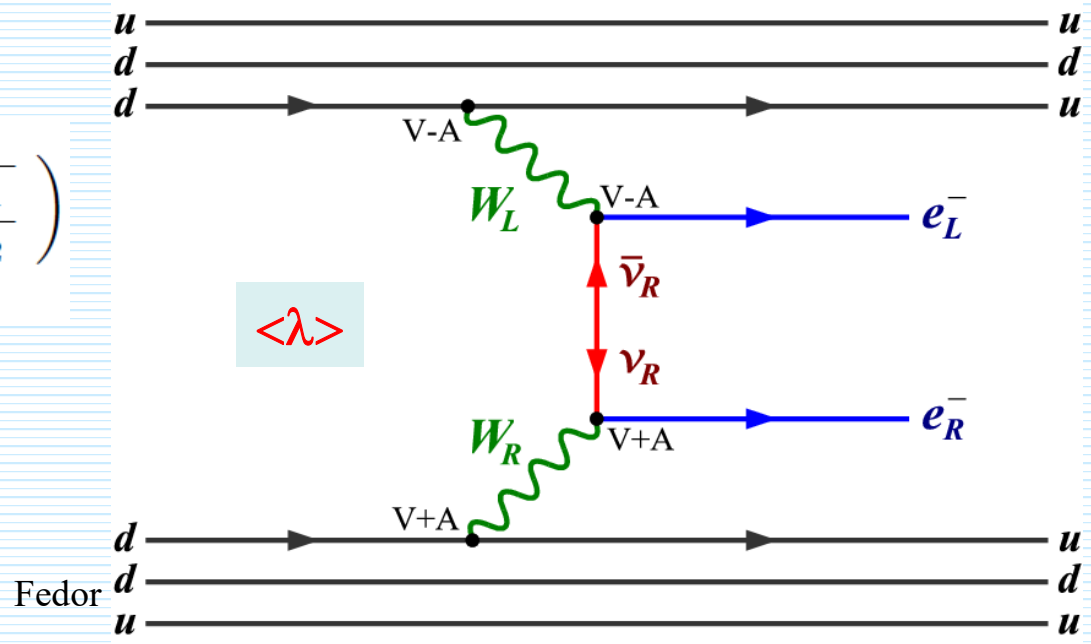 u u
d d
d u
V-A
W_L V-A e_L^-
ν̄_R
<λ>
ν_R
W_R e_R^-
V+A
V+A
d u
Fedor d d
u u